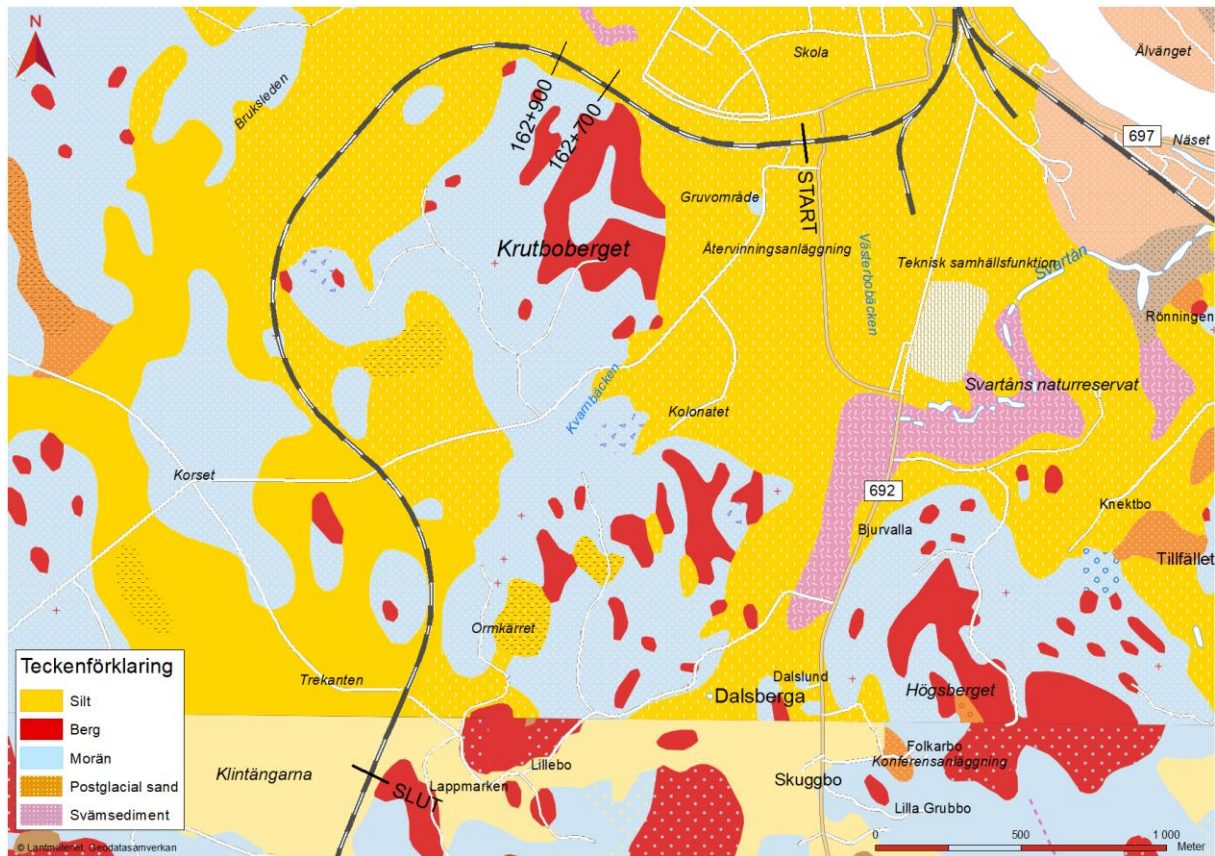 N
Skola
Älvänget
Bruksleden
162+900
162+700
697
Näset
START
Gruvområde
Krutboberget
Återvinningsanläggning
Västerbobäcken
Teknisk samhällsfunktion
Svartån
Rönningen
Svartåns naturreservat
Kvarnbäcken
Kolonatet
Korset
692
Knektbo
Bjurvalla
Tillfället
Ormkärret
Teckenförklaring
Silt
Berg
Morän
Postglacial sand
Svämsediment
Trekanten
Dalslund
Dalsberga
Högsberget
Klintängarna
SLUT
Lappmarken
Lillebo
Skuggbo
Folkarbo
Konferensanläggning
Lilla Grubbo
0 500 1 000
Meter
© Lantmäteriet, Geodatasamverkan